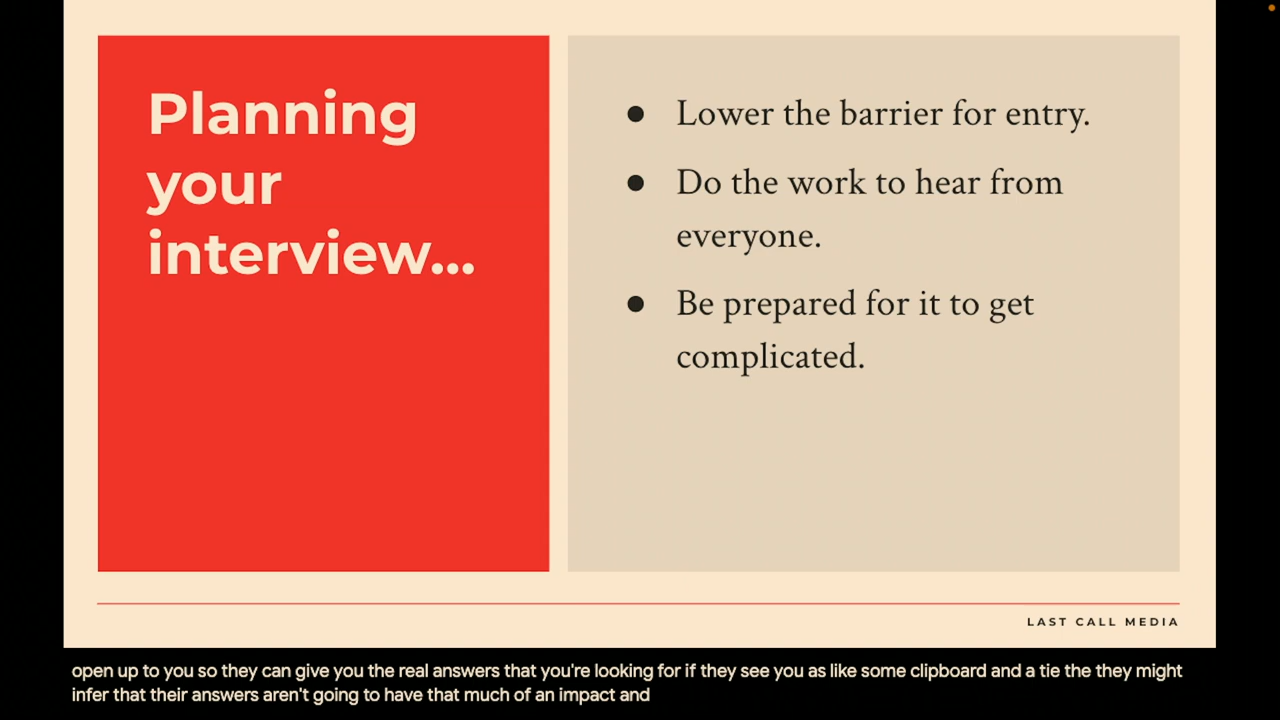 Planning
your
interview...
● Lower the barrier for entry.
● Do the work to hear from
everyone.
● Be prepared for it to get
complicated.
LAST CALL MEDIA
open up to you so they can give you the real answers that you're looking for if they see you as like some clipboard and a tie the they might
infer that their answers aren't going to have that much of an impact and